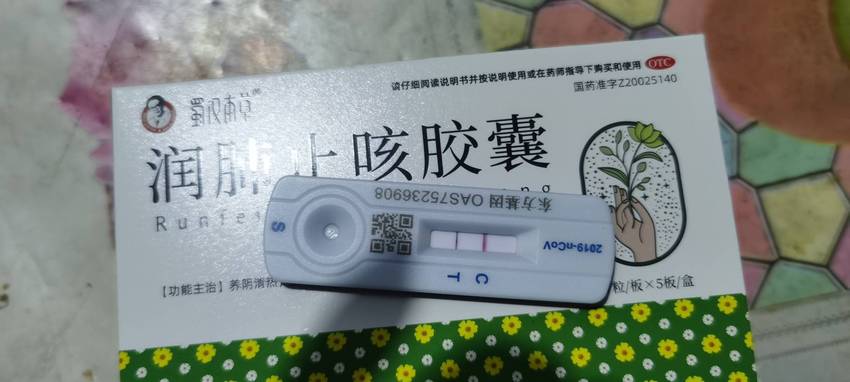 蜀汉本草
请仔细阅读说明书并按说明使用或在药师指导下购买和使用
OTC
国药准字Z20025140
润肺止咳胶囊
东方基因 OAS75236908
2019-nCoV
S
C
T
【功能主治】养阴清热
粒/板×5板/盒